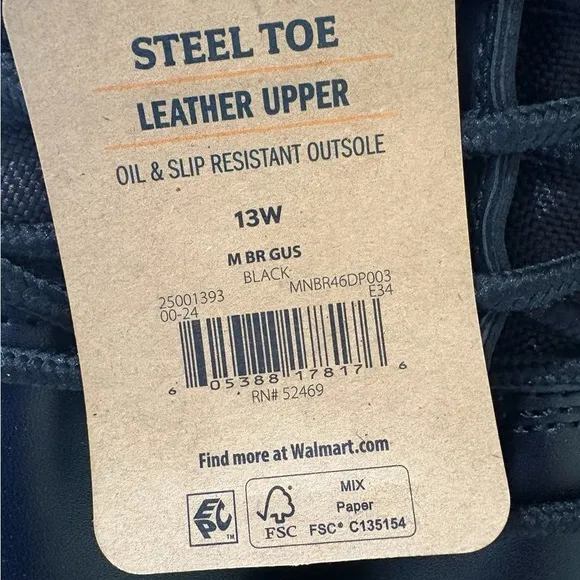 STEEL TOE
LEATHER UPPER
OIL & SLIP RESISTANT OUTSOLE
13W
M BR GUS
BLACK
25001393 MNBR46DP003
00-24 E34
6 05388 17817 6
RN# 52469
Find more at Walmart.com.
EPC TM
FSC
MIX
Paper
FSC® C135154